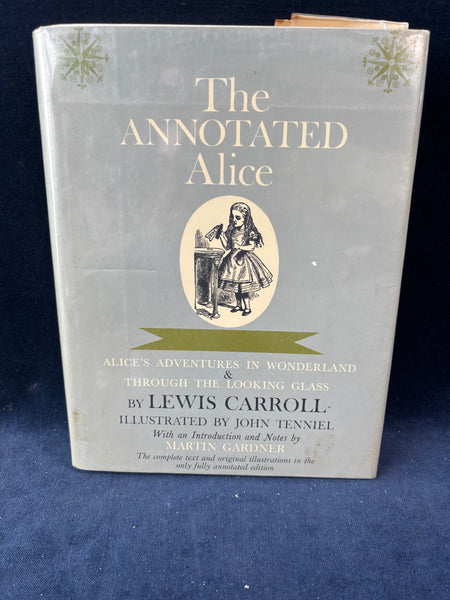 The
ANNOTATED
Alice
ALICE'S ADVENTURES IN WONDERLAND
&
THROUGH THE LOOKING GLASS
BY LEWIS CARROLL
ILLUSTRATED BY JOHN TENNIEL
With an Introduction and Notes by
MARTIN GARDNER
The complete text and original illustrations in the
only fully annotated edition